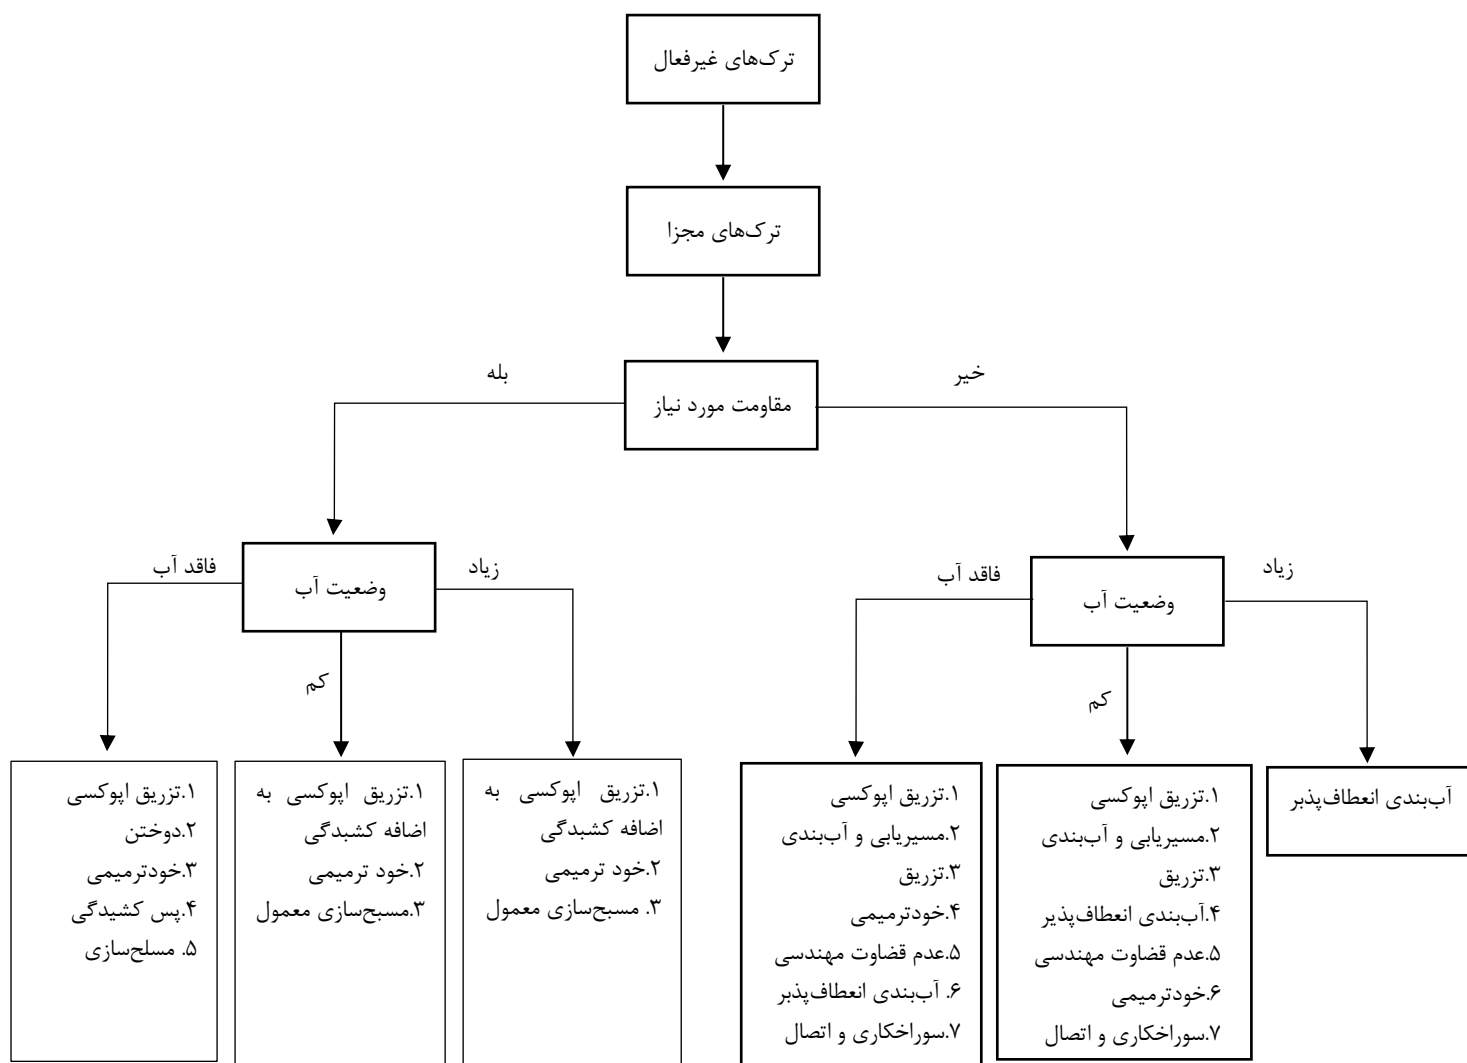 ترک‌های غیرفعال
ترک‌های مجزا
مقاومت مورد نیاز
خیر
بله
وضعیت آب
زیاد
فاقد آب
کم
وضعیت آب
زیاد
فاقد آب
کم
آب‌بندی انعطاف‌پذبر
۱.تزریق اپوکسی
۲.مسیریابی و آب‌بندی
۳.تزریق
۴.آب‌بندی انعطاف‌پذیر
۵.عدم قضاوت مهندسی
۶.خودترمیمی
۷.سوراخکاری و اتصال
۱.تزریق اپوکسی
۲.مسیریابی و آب‌بندی
۳.تزریق
۴.خودترمیمی
۵.عدم قضاوت مهندسی
۶. آب‌بندی انعطاف‌پذبر
۷.سوراخکاری و اتصال
۱.تزریق اپوکسی به
اضافه کشبدگی
۲.خود ترمیمی
۳. مسبح‌سازی معمول
۱.تزریق اپوکسی به
اضافه کشبدگی
۲.خود ترمیمی
۳.مسبح‌سازی معمول
۱.تزریق اپوکسی
۲.دوختن
۳.خودترمیمی
۴.پس کشیدگی
۵. مسلح‌سازی